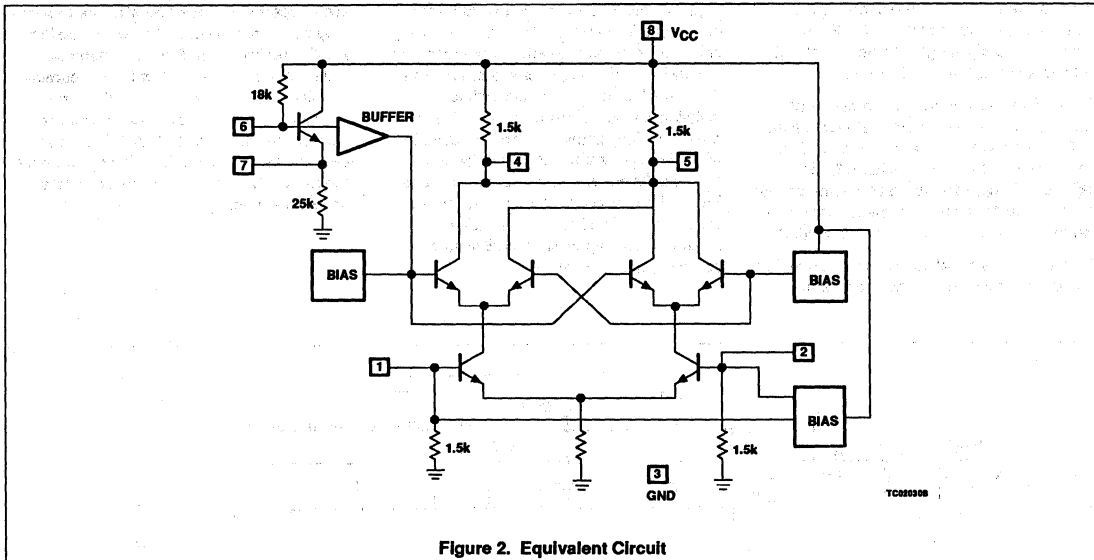 8 VCC
18k
BUFFER
6
1.5k
1.5k
7
4
5
25k
BIAS
BIAS
1
2
BIAS
1.5k
1.5k
3
GND
TC02030B
Figure 2. Equivalent Circuit